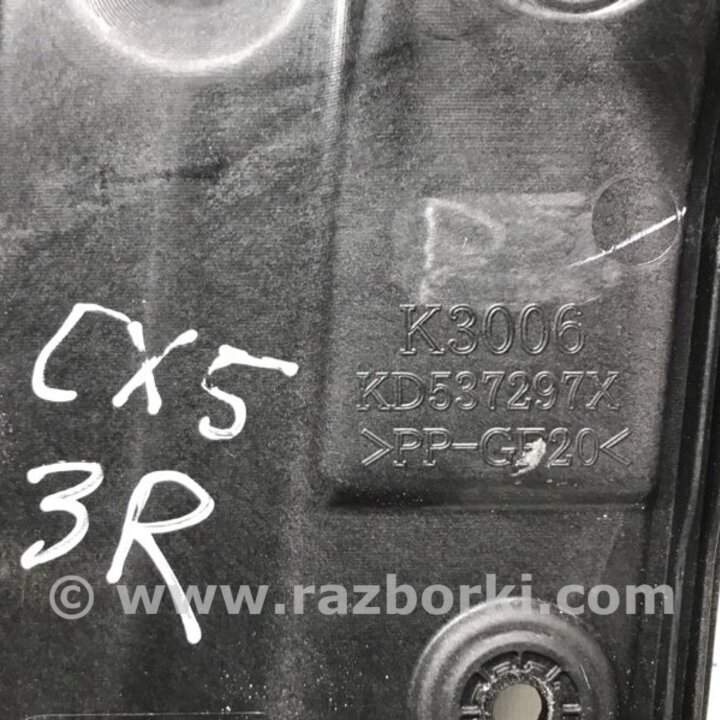 P
K3006
KD537297X
>PP-GF20<
CX5
3R
© www.razborki.com